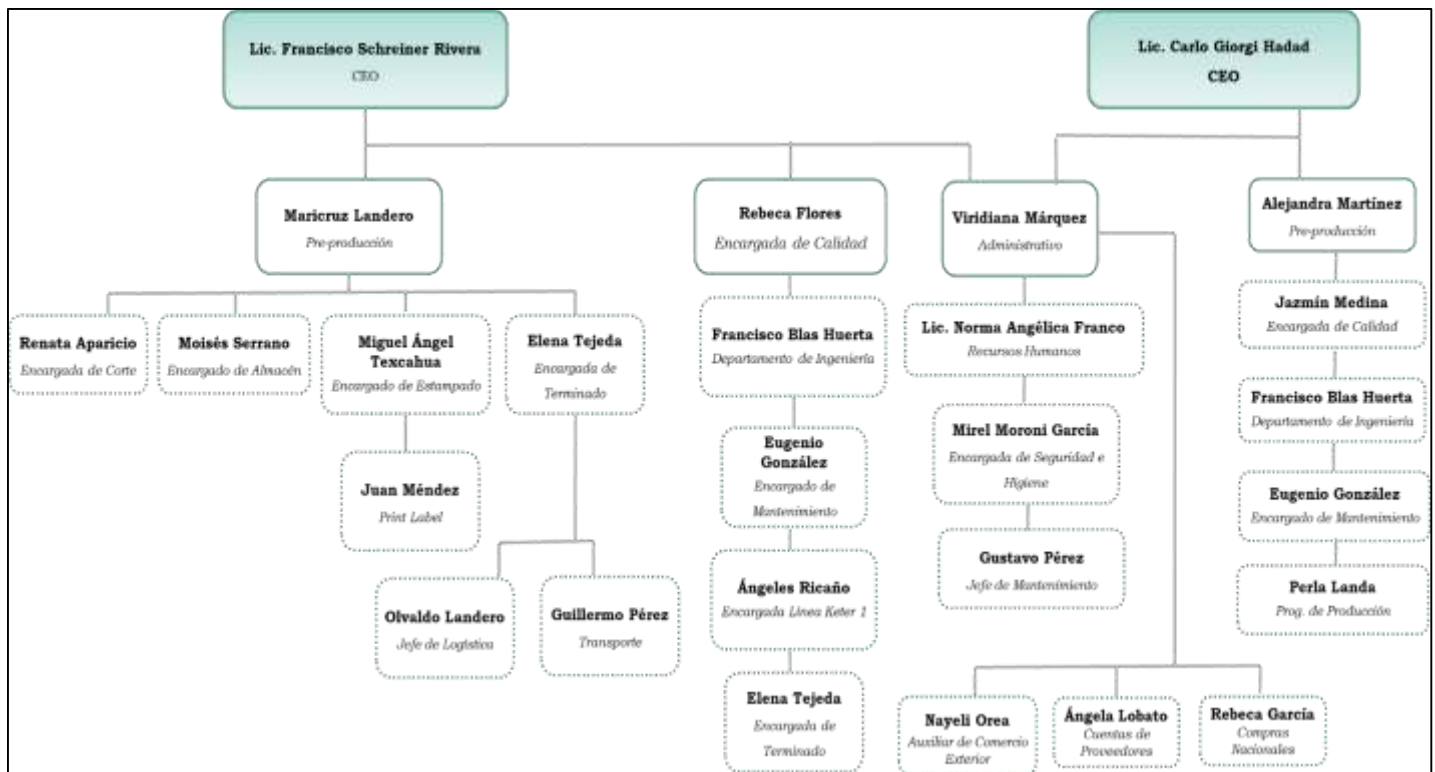 Lic. Francisco Schreiner Rivera
CEO
Lic. Carlo Giorgi Hadad
CEO
Maricruz Landero
Pre-producción
Rebeca Flores
Encargada de Calidad
Viridiana Márquez
Administrativo
Alejandra Martínez
Pre-producción
Renata Aparicio
Encargada de Corte
Moisés Serrano
Encargado de Almacén
Miguel Ángel
Texcahua
Encargado de Estampado
Elena Tejeda
Encargada de
Terminado
Juan Méndez
Print Label
Olvaldo Landero
Jefe de Logística
Guillermo Pérez
Transporte
Francisco Blas Huerta
Departamento de Ingeniería
Eugenio
González
Encargado de
Mantenimiento
Ángeles Ricaño
Encargada Linea Keter 1
Elena Tejeda
Encargada de
Terminado
Lic. Norma Angélica Franco
Recursos Humanos
Mirel Moroni García
Encargada de Seguridad e
Higiene
Gustavo Pérez
Jefe de Mantenimiento
Nayeli Orea
Auxiliar de Comercio
Exterior
Ángela Lobato
Cuentas de
Proveedores
Rebeca García
Compras
Nacionales
Jazmín Medina
Encargada de Calidad
Francisco Blas Huerta
Departamento de Ingeniería
Eugenio González
Encargado de Mantenimiento
Perla Landa
Prog. de Producción